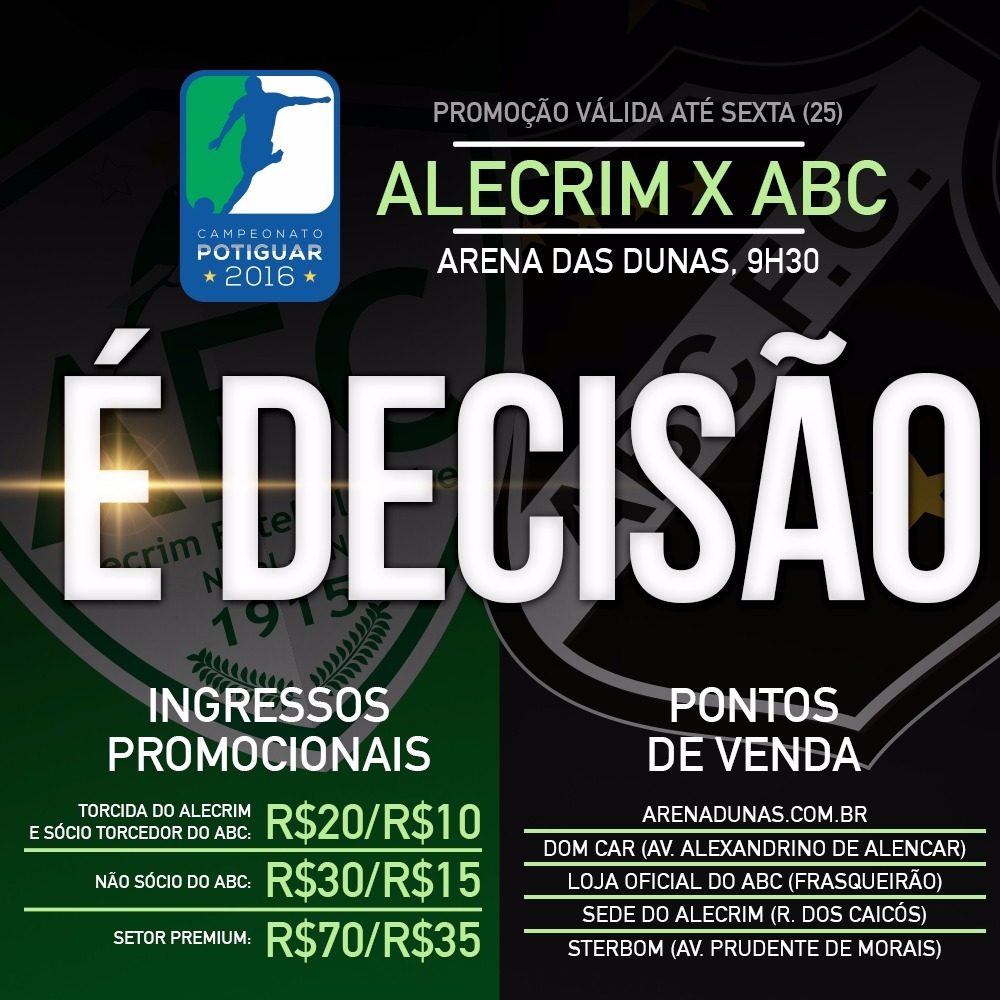 CAMPEONATO
POTIGUAR
2016
PROMOÇÃO VÁLIDA ATÉ SEXTA (25)
ALECRIM X ABC
ARENA DAS DUNAS, 9H30
AFC
A.B.C. F.C.
É DECISÃO
1915
INGRESSOS
PROMOCIONAIS
TORCIDA DO ALECRIM
E SÓCIO TORCEDOR DO ABC: R$20/R$10
NÃO SÓCIO DO ABC: R$30/R$15
SETOR PREMIUM: R$70/R$35
PONTOS
DE VENDA
ARENADUNAS.COM.BR
DOM CAR (AV. ALEXANDRINO DE ALENCAR)
LOJA OFICIAL DO ABC (FRASQUEIRÃO)
SEDE DO ALECRIM (R. DOS CAICÓS)
STERBOM (AV. PRUDENTE DE MORAIS)